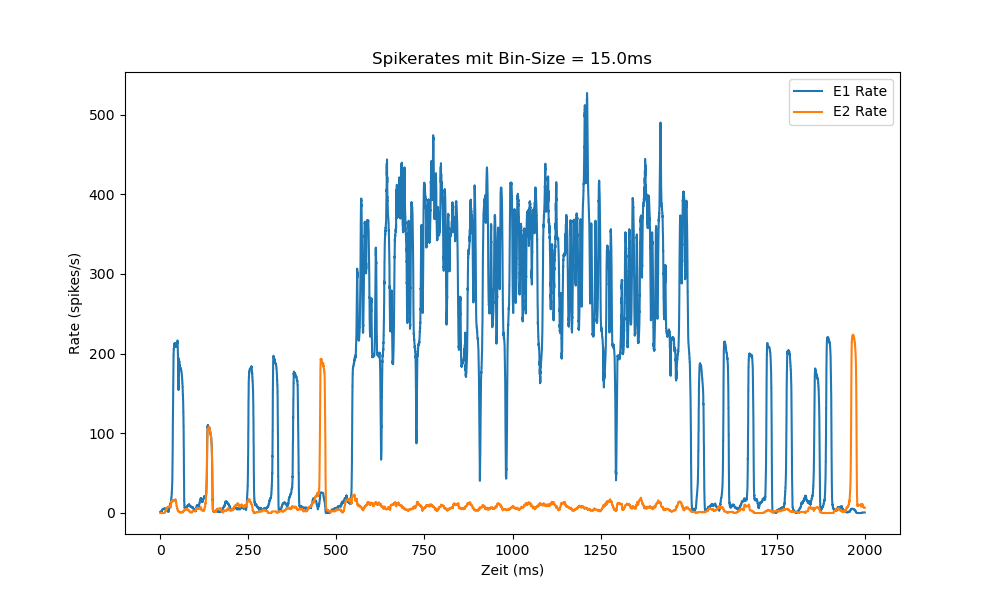 Spikerates mit Bin-Size = 15.0ms
E1 Rate
E2 Rate
Rate (spikes/s)
500
400
300
200
100
0
0 250 500 750 1000 1250 1500 1750 2000
Zeit (ms)